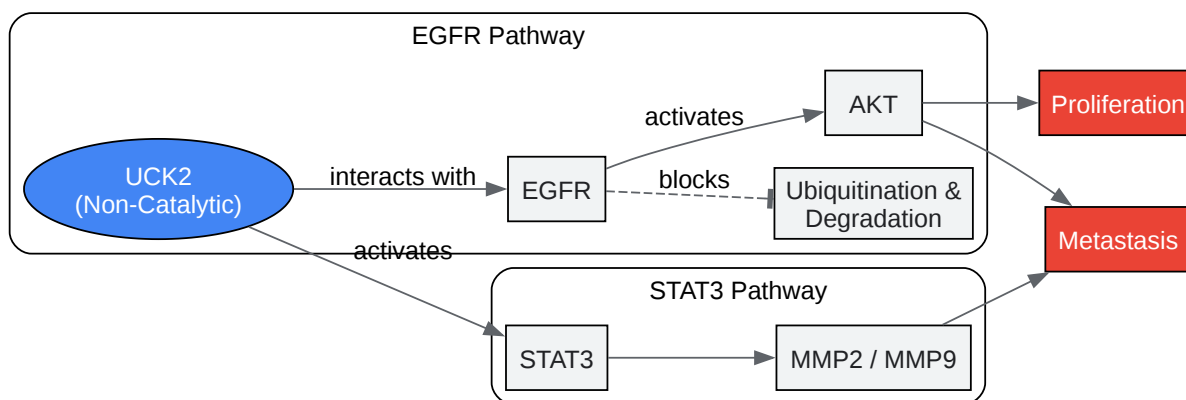 EGFR Pathway
UCK2
(Non-Catalytic)
interacts with
EGFR
activates
AKT
blocks
Ubiquitination &
Degradation
Proliferation
Metastasis
activates
STAT3 Pathway
STAT3
MMP2 / MMP9